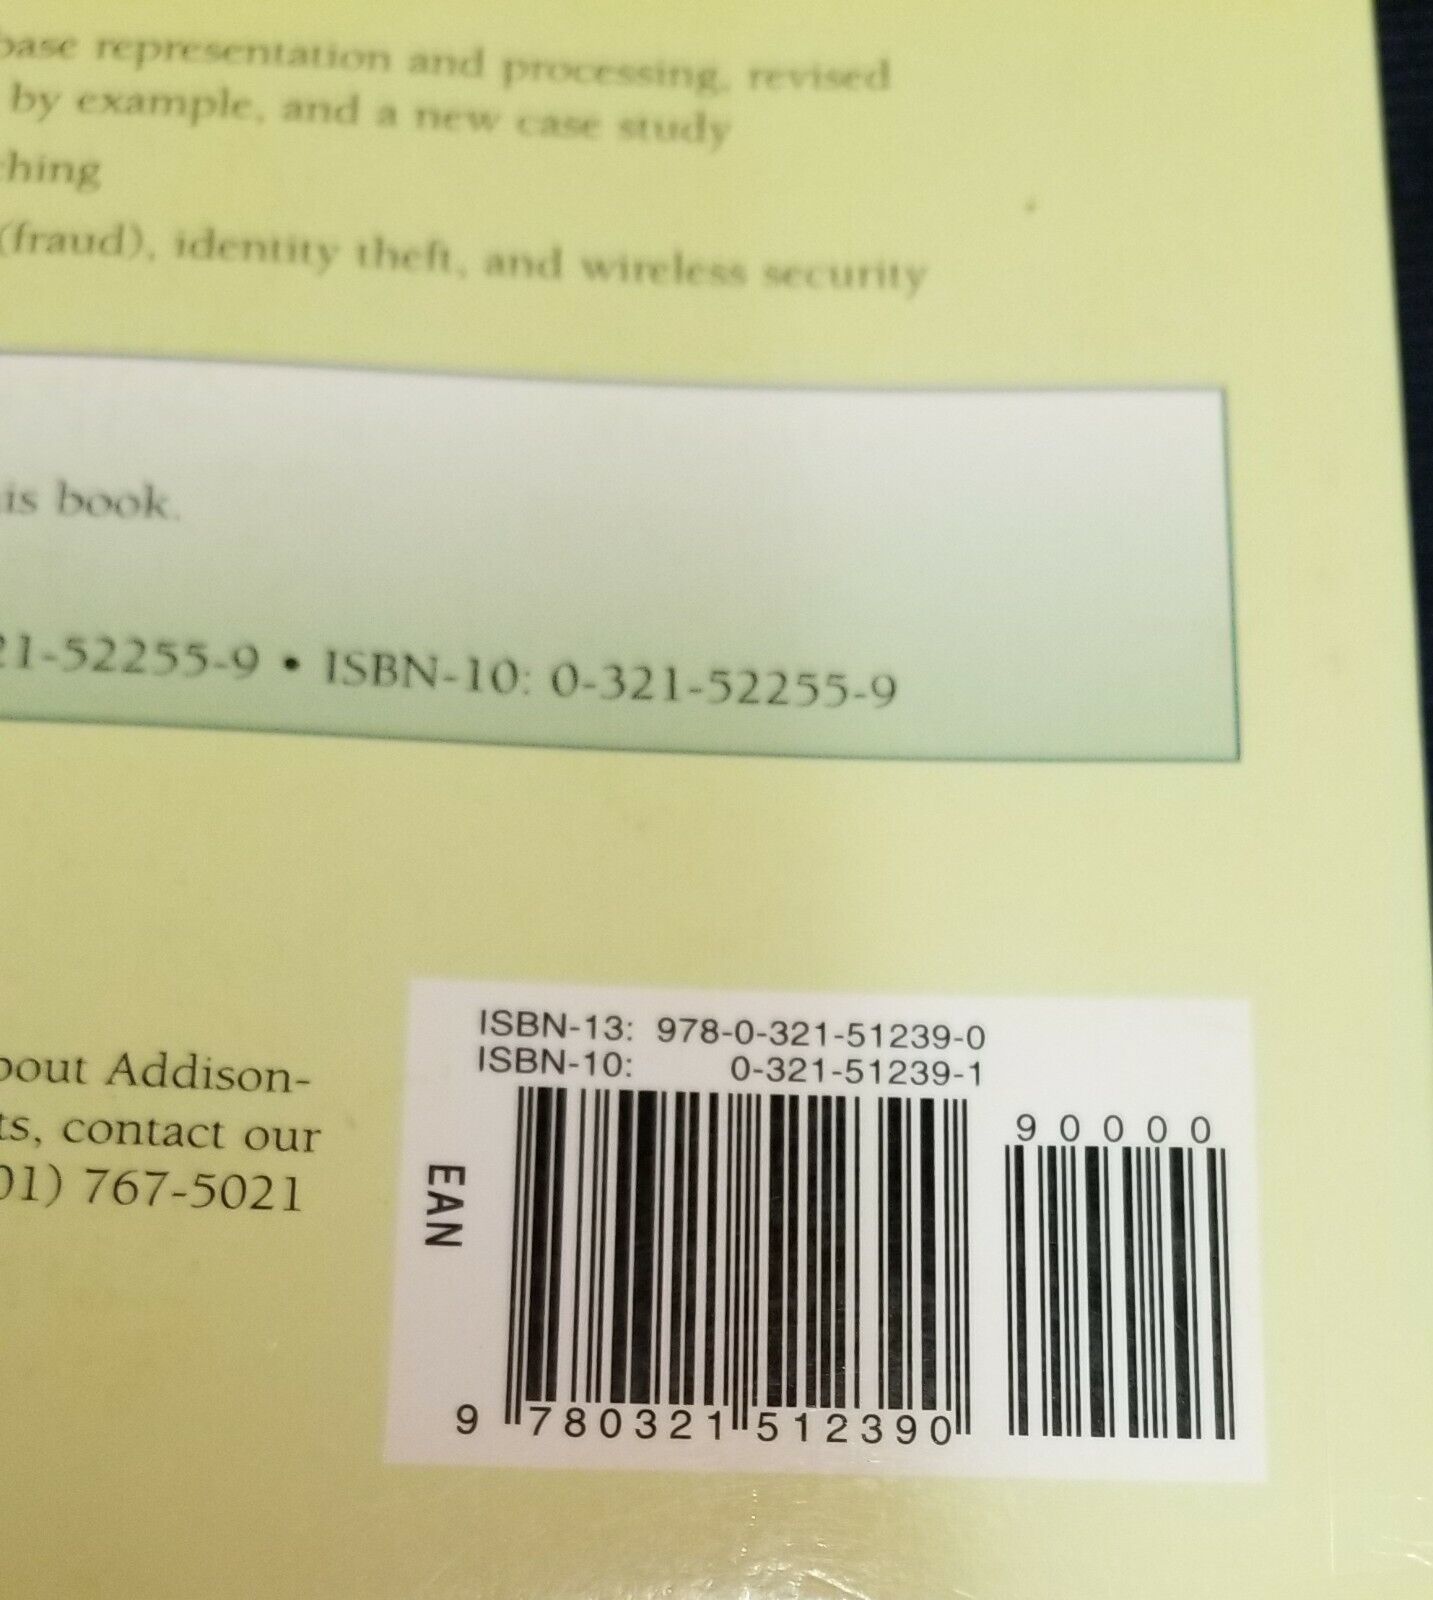 base representation and processing, revised
by example, and a new case study
ching
(fraud), identity theft, and wireless security
is book.
21-52255-9 • ISBN-10: 0-321-52255-9
ISBN-13: 978-0-321-51239-0
ISBN-10: 0-321-51239-1
90000
bout Addison-
ts, contact our
01) 767-5021
EAN
9 780321 512390